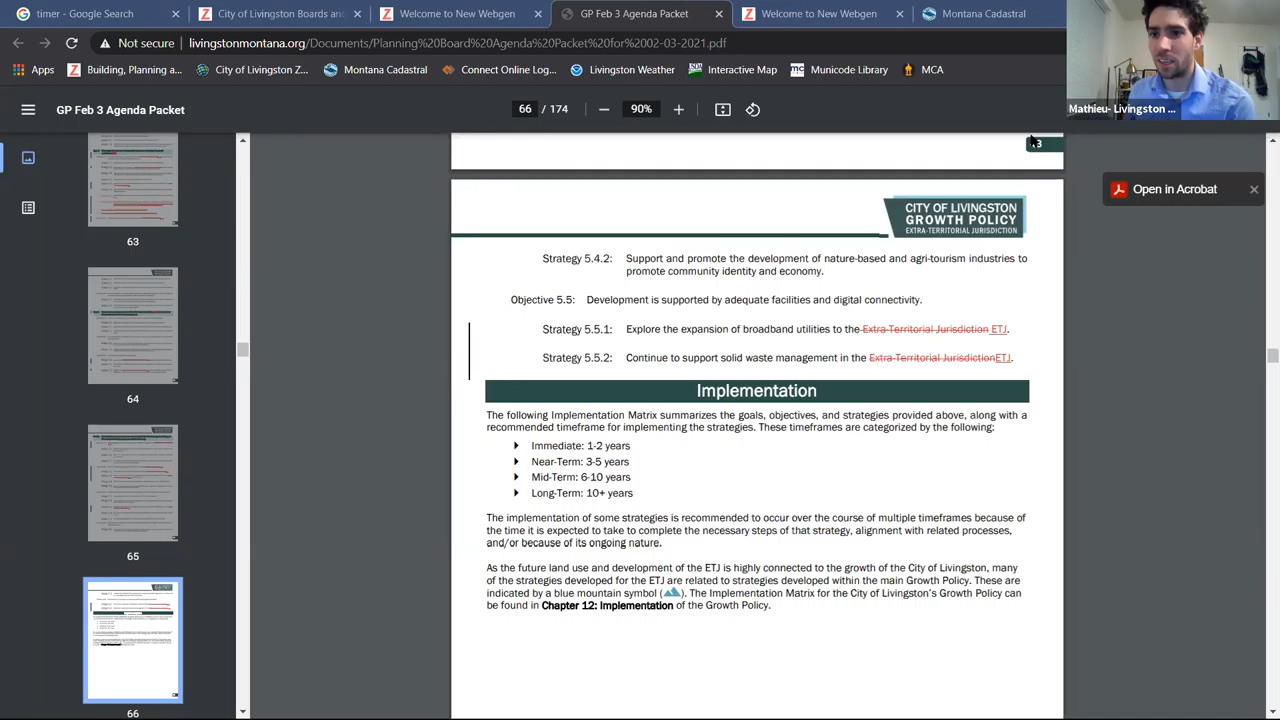 timer - Google Search
City of Livingston Boards and
Welcome to New Webgen
GP Feb 3 Agenda Packet
Welcome to New Webgen
Montana Cadastral
Not secure
livingstonmontana.org/Documents/Planning%20Board%20Agenda%20Packet%20for%2002-03-2021.pdf
Apps
Building, Planning a...
City of Livingston Z...
Montana Cadastral
Connect Online Log...
Livingston Weather
Interactive Map
Municode Library
MCA
Mathieu- Livingston ...
GP Feb 3 Agenda Packet
66 / 174
90%
Open in Acrobat
63
64
65
66
3
CITY OF LIVINGSTON
GROWTH POLICY
EXTRA-TERRITORIAL JURISDICTION
Strategy 5.4.2: Support and promote the development of nature-based and agri-tourism industries to
promote community identity and economy.
Objective 5.5: Development is supported by adequate facilities and digital connectivity.
Strategy 5.5.1: Explore the expansion of broadband utilities to the Extra-Territorial Jurisdiction ETJ.
Strategy 5.5.2: Continue to support solid waste management in the Extra-Territorial JurisdictionETJ.
Implementation
The following Implementation Matrix summarizes the goals, objectives, and strategies provided above, along with a
recommended timeframe for implementing the strategies. These timeframes are categorized by the following:
Immediate: 1-2 years
Near-Term: 3-5 years
Mid-Term: 6-10 years
Long-Term: 10+ years
The implementation of some strategies is recommended to occur over the course of multiple timeframes because of
the time it is expected to take to complete the necessary steps of that strategy, alignment with related processes,
and/or because of its ongoing nature.
As the future land use and development of the ETJ is highly connected to the growth of the City of Livingston, many
of the strategies developed for the ETJ are related to strategies developed within the main Growth Policy. These are
indicated by a blue mountain symbol ( ). The Implementation Matrix for the City of Livingston's Growth Policy can
be found 12: Implementation of the Growth Policy.